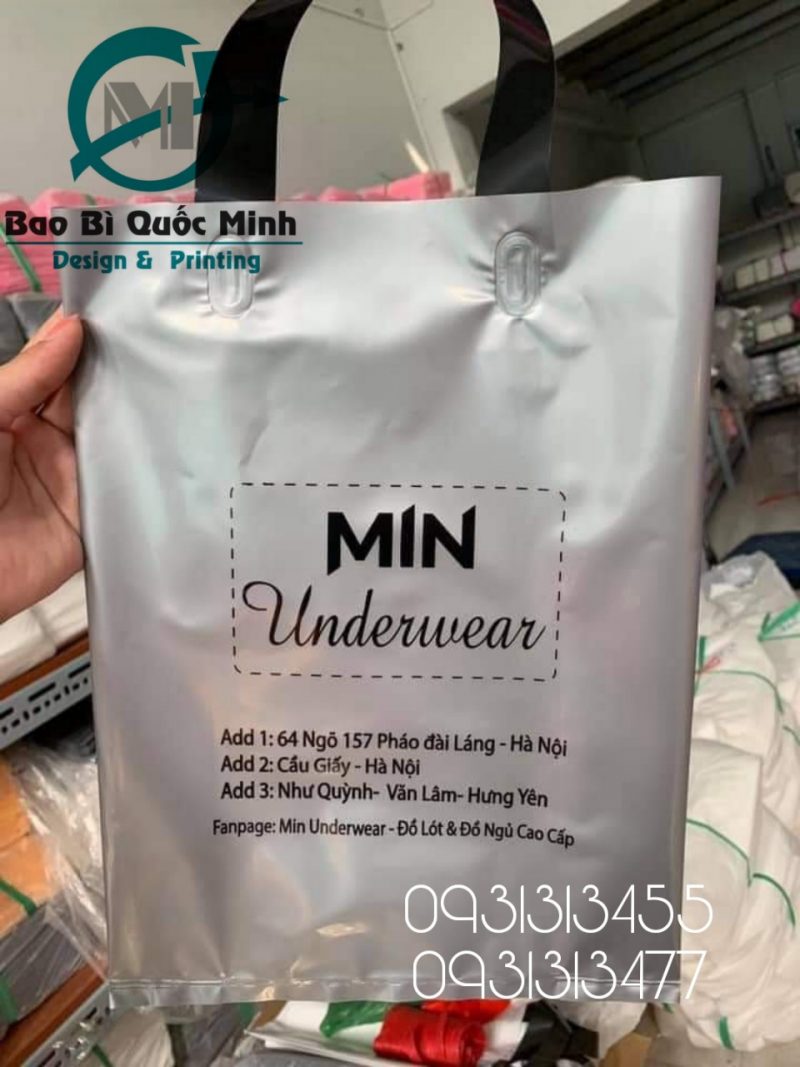 MI
Bao Bì Quốc Minh
Design & Printing
MIN
Underwear
Add 1: 64 Ngõ 157 Pháo đài Láng - Hà Nội
Add 2: Cầu Giấy - Hà Nội
Add 3: Như Quỳnh- Văn Lâm- Hưng Yên
Fanpage: Min Underwear - Đồ Lót & Đồ Ngủ Cao Cấp
0931313455
0931313477